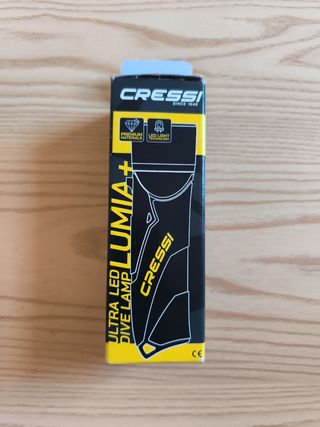 CRESSI
SINCE 1946
PREMIUM
MATERIALS
LED LIGHT
TECHNOLOGY
ULTRA LED
DIVE LAMP
LUMIA+
CRESSI
CE